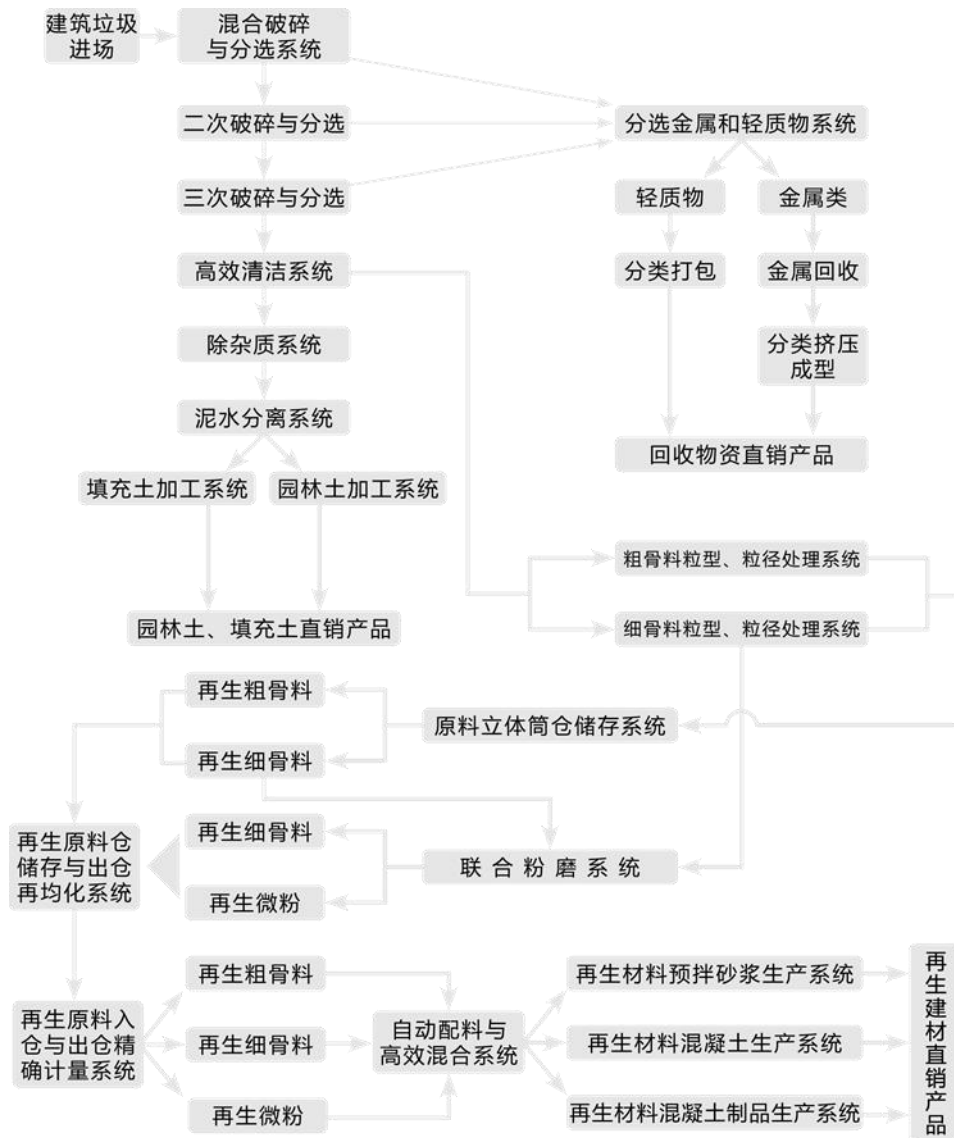 建筑垃圾
进场
混合破碎
与分选系统
二次破碎与分选
分选金属和轻质物系统
三次破碎与分选
轻质物
金属类
高效清洁系统
分类打包
金属回收
除杂质系统
分类挤压
成型
泥水分离系统
回收物资直销产品
填充土加工系统
园林土加工系统
粗骨料粒型、粒径处理系统
园林土、填充土直销产品
细骨料粒型、粒径处理系统
再生粗骨料
原料立体筒仓储存系统
再生细骨料
再生原料仓
储存与出仓
再均化系统
再生细骨料
联合粉磨系统
再生微粉
再生原料入
仓与出仓精
确计量系统
再生粗骨料
再生细骨料
再生微粉
自动配料与
高效混合系统
再生材料预拌砂浆生产系统
再生材料混凝土生产系统
再生材料混凝土制品生产系统
再生建材直销产品